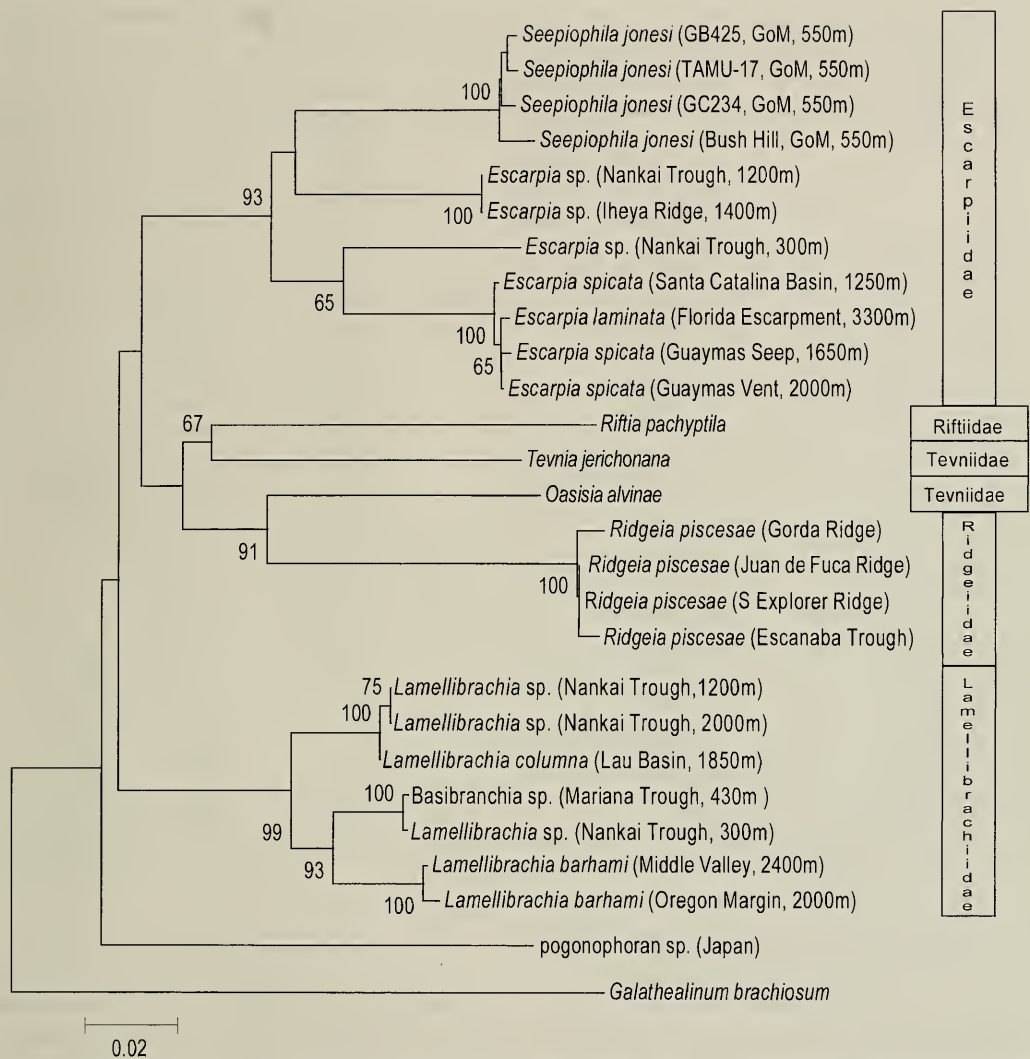 Seepiophila jonesi (GB425, GoM, 550m)
Seepiophila jonesi (TAMU-17, GoM, 550m)
100
Seepiophila jonesi (GC234, GoM, 550m)
Seepiophila jonesi (Bush Hill, GoM, 550m)
Escarpia sp. (Nankai Trough, 1200m)
93
100
Escarpia sp. (Iheya Ridge, 1400m)
Escarpia sp. (Nankai Trough, 300m)
Escarpia spicata (Santa Catalina Basin, 1250m)
65
Escarpia laminata (Florida Escarpment, 3300m)
100
Escarpia spicata (Guaymas Seep, 1650m)
65
Escarpia spicata (Guaymas Vent, 2000m)
Escarpiidae
67
Riftia pachyptila
Riftiidae
Tevnia jerichonana
Tevniidae
Oasisia alvinae
Tevniidae
91
Ridgeia piscesae (Gorda Ridge)
Ridgeia piscesae (Juan de Fuca Ridge)
100
Ridgeia piscesae (S Explorer Ridge)
Ridgeia piscesae (Escanaba Trough)
Ridgeiidae
75
Lamellibrachia sp. (Nankai Trough,1200m)
100
Lamellibrachia sp. (Nankai Trough, 2000m)
Lamellibrachia columna (Lau Basin, 1850m)
100
Basibranchia sp. (Mariana Trough, 430m )
99
Lamellibrachia sp. (Nankai Trough, 300m)
93
Lamellibrachia barhami (Middle Valley, 2400m)
100
Lamellibrachia barhami (Oregon Margin, 2000m)
Lamellibrachiidae
pogonophoran sp. (Japan)
Galathealinum brachiosum
0.02